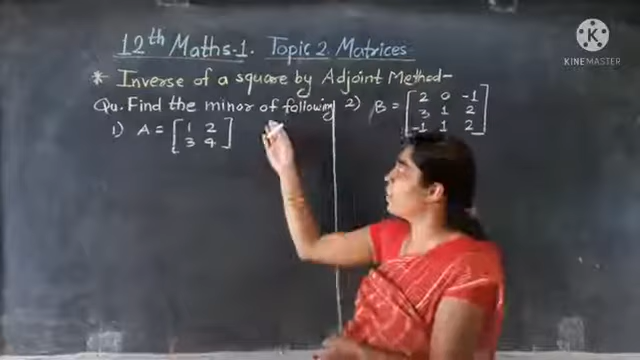 12th Maths-1. Topic 2. Matrices
* Inverse of a square by Adjoint Method-
Qu. Find the minor of following
1) A = [1 2
3 4]
2) B = [2 0 -1
3 1 2
-1 1 2]
KINEMASTER